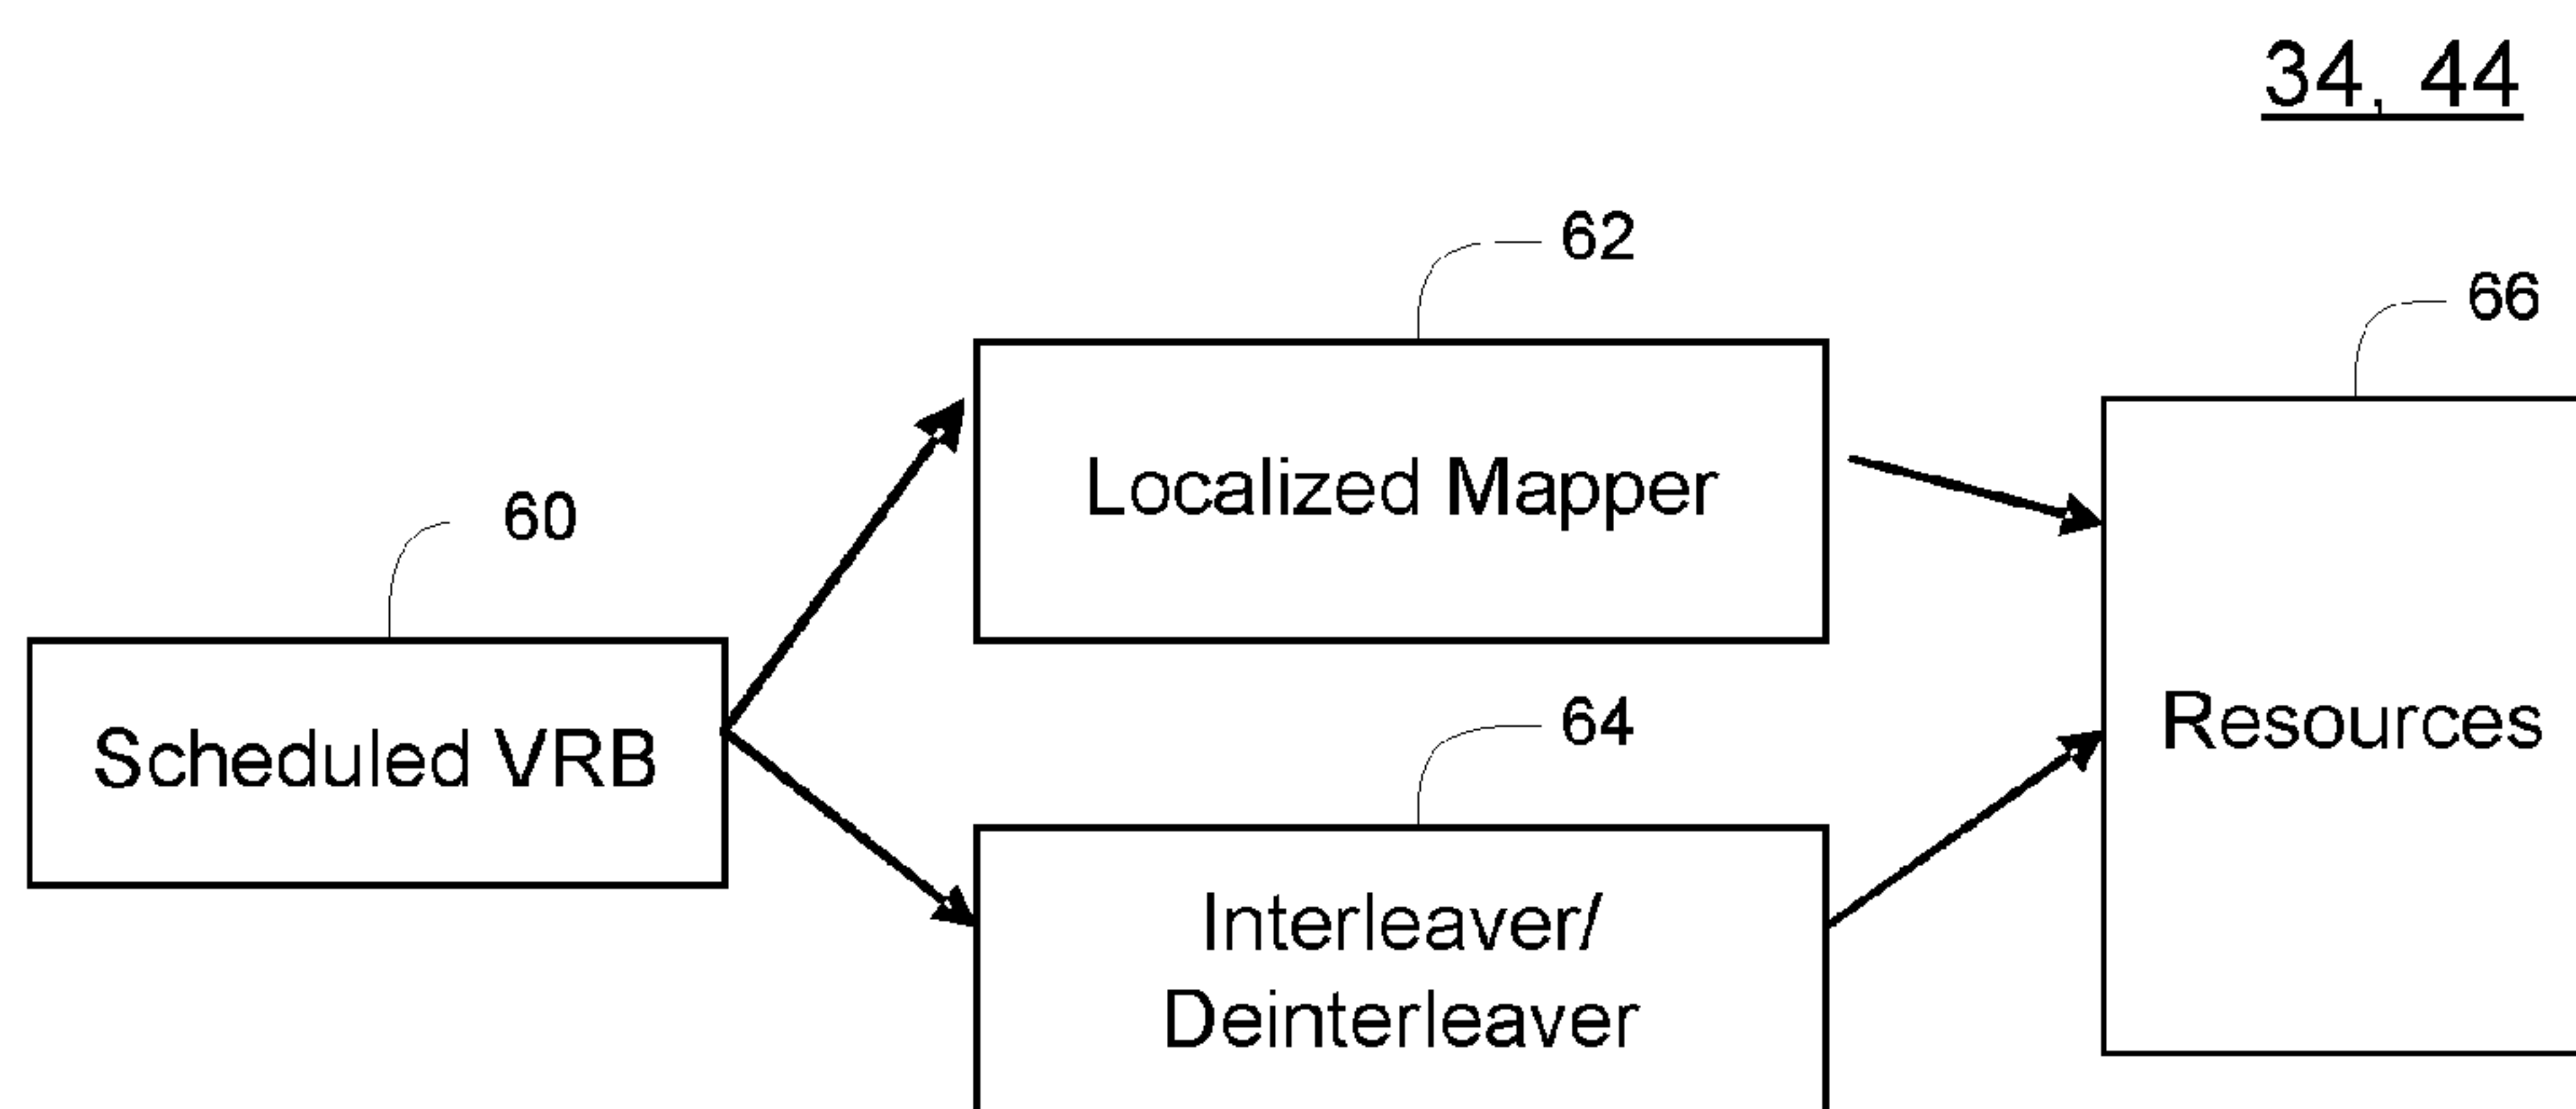 34, 44
62
66
60
Localized Mapper
Scheduled VRB
64
Resources
Interleaver/
Deinterleaver